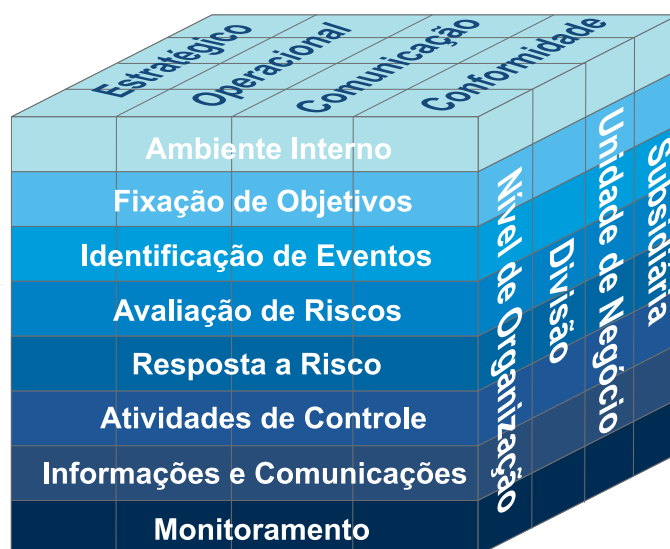 Estratégico
Operacional
Comunicação
Conformidade
Ambiente Interno
Fixação de Objetivos
Identificação de Eventos
Avaliação de Riscos
Resposta a Risco
Atividades de Controle
Informações e Comunicações
Monitoramento
Nível de Organização
Divisão
Unidade de Negócio
Subsidiária